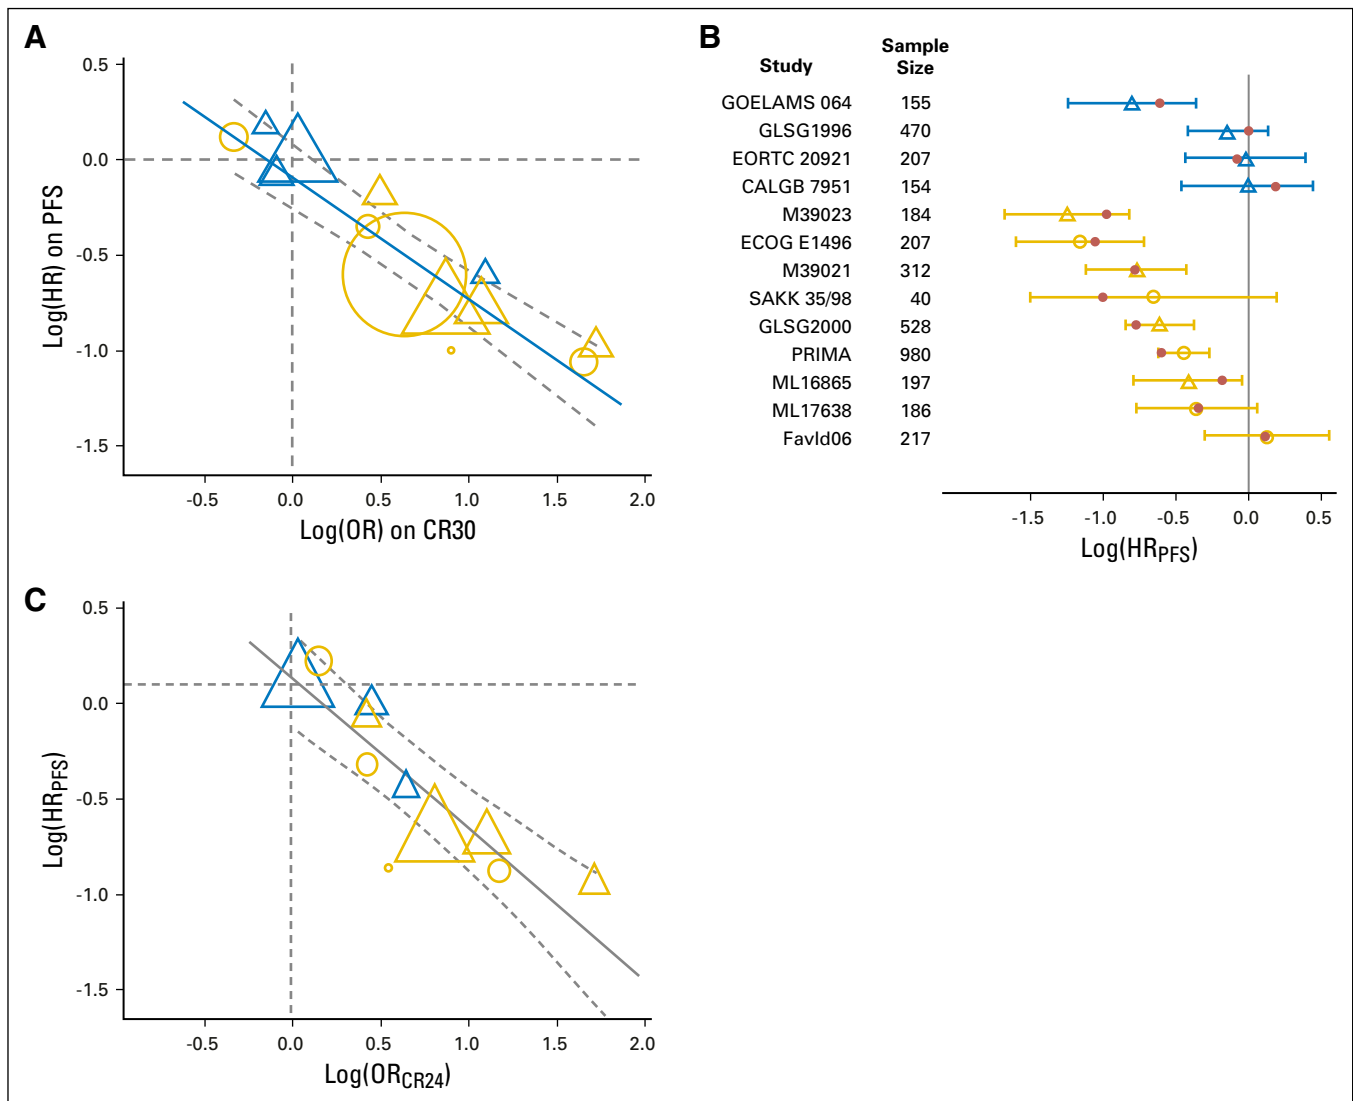 A
0.5
0.0
-0.5
-1.0
-1.5
Log(HR) on PFS
-0.5 0.0 0.5 1.0 1.5 2.0
Log(OR) on CR30
B
Study Sample Size
GOELAMS 064 155
GLSG1996 470
EORTC 20921 207
CALGB 7951 154
M39023 184
ECOG E1496 207
M39021 312
SAKK 35/98 40
GLSG2000 528
PRIMA 980
ML16865 197
ML17638 186
FavId06 217
-1.5 -1.0 -0.5 0.0 0.5
Log(HRPFS)
C
0.5
0.0
-0.5
-1.0
-1.5
Log(HRPFS)
-0.5 0.0 0.5 1.0 1.5 2.0
Log(ORCR24)